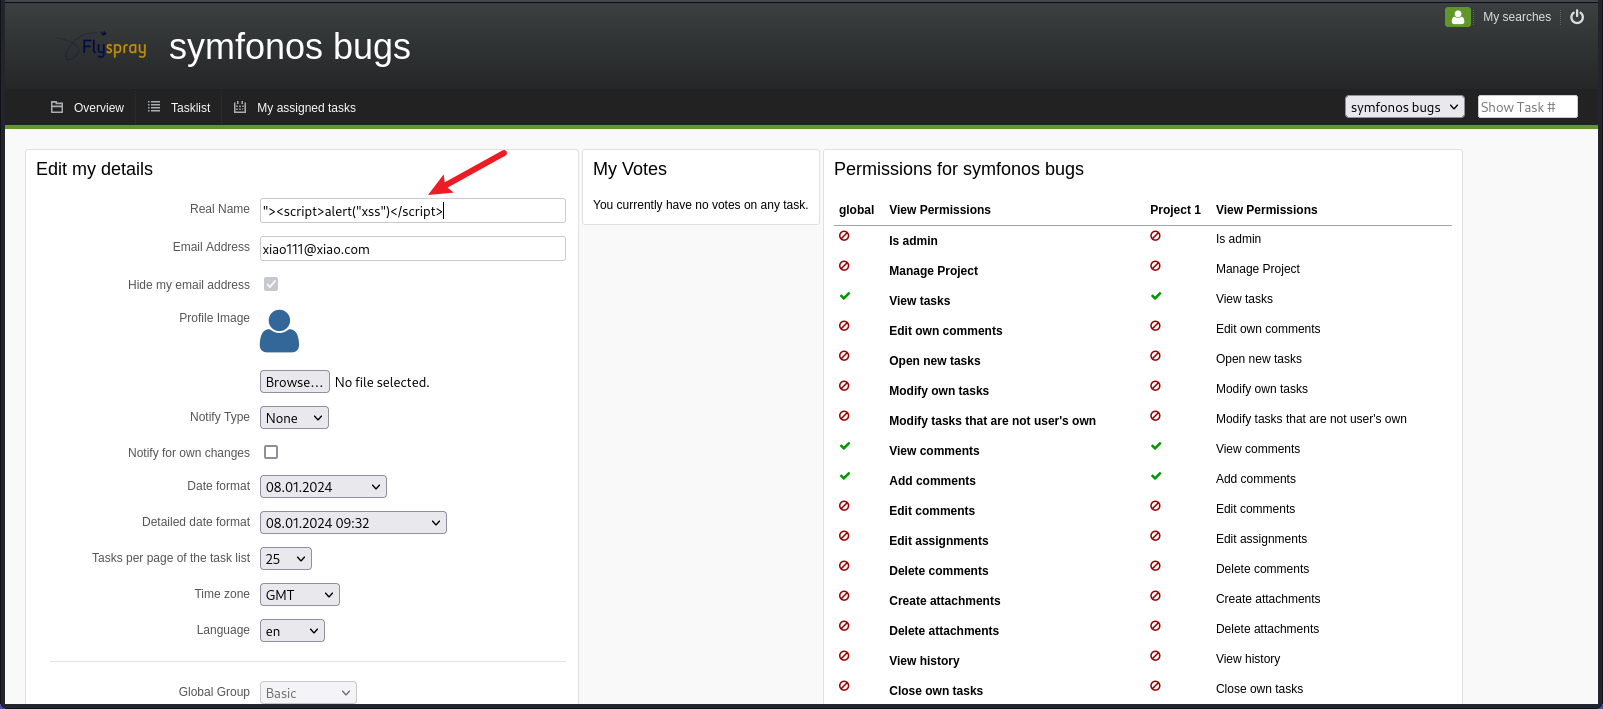 My searches
Flyspray
symfonos bugs
Overview
Tasklist
My assigned tasks
symfonos bugs
Show Task #
Edit my details
Real Name
"><script>alert("xss")</script>
Email Address
xiao111@xiao.com
Hide my email address
Profile Image
Browse... No file selected.
Notify Type
None
Notify for own changes
Date format
08.01.2024
Detailed date format
08.01.2024 09:32
Tasks per page of the task list
25
Time zone
GMT
Language
en
Global Group
Basic
My Votes
You currently have no votes on any task.
Permissions for symfonos bugs
global View Permissions Project 1 View Permissions
Is admin Is admin
Manage Project Manage Project
View tasks View tasks
Edit own comments Edit own comments
Open new tasks Open new tasks
Modify own tasks Modify own tasks
Modify tasks that are not user's own Modify tasks that are not user's own
View comments View comments
Add comments Add comments
Edit comments Edit comments
Edit assignments Edit assignments
Delete comments Delete comments
Create attachments Create attachments
Delete attachments Delete attachments
View history View history
Close own tasks Close own tasks